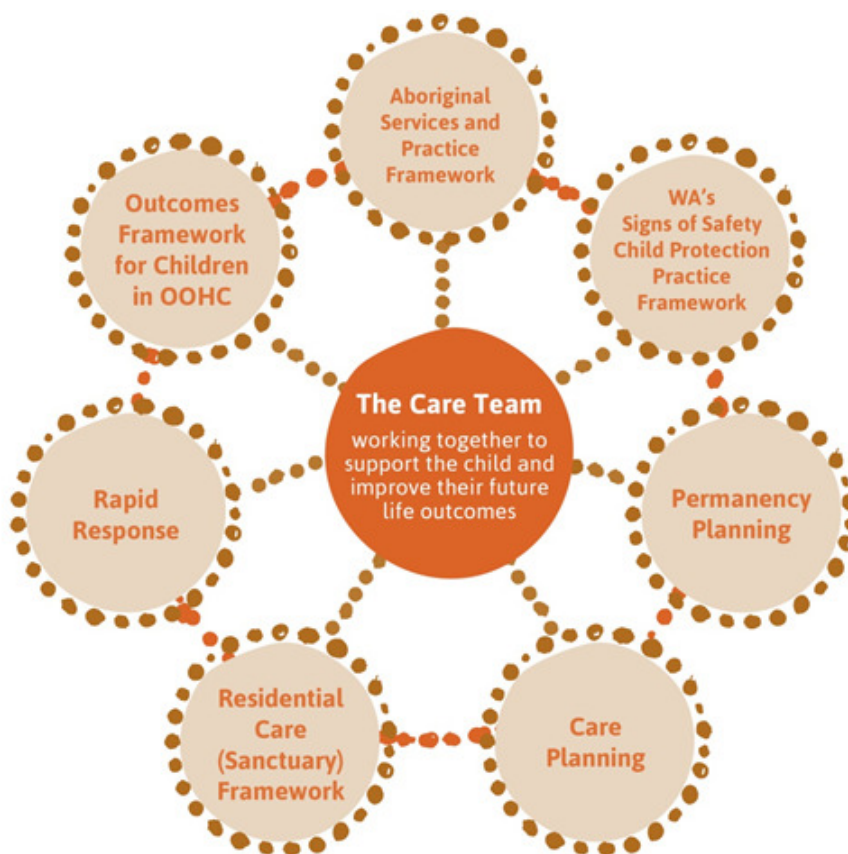 Aboriginal
Services and
Practice
Framework
WA's
Signs of Safety
Child Protection
Practice
Framework
Permanency
Planning
Care
Planning
Residential
Care
(Sanctuary)
Framework
Rapid
Response
Outcomes
Framework
for Children
in OOHC
The Care Team
working together to
support the child and
improve their future
life outcomes